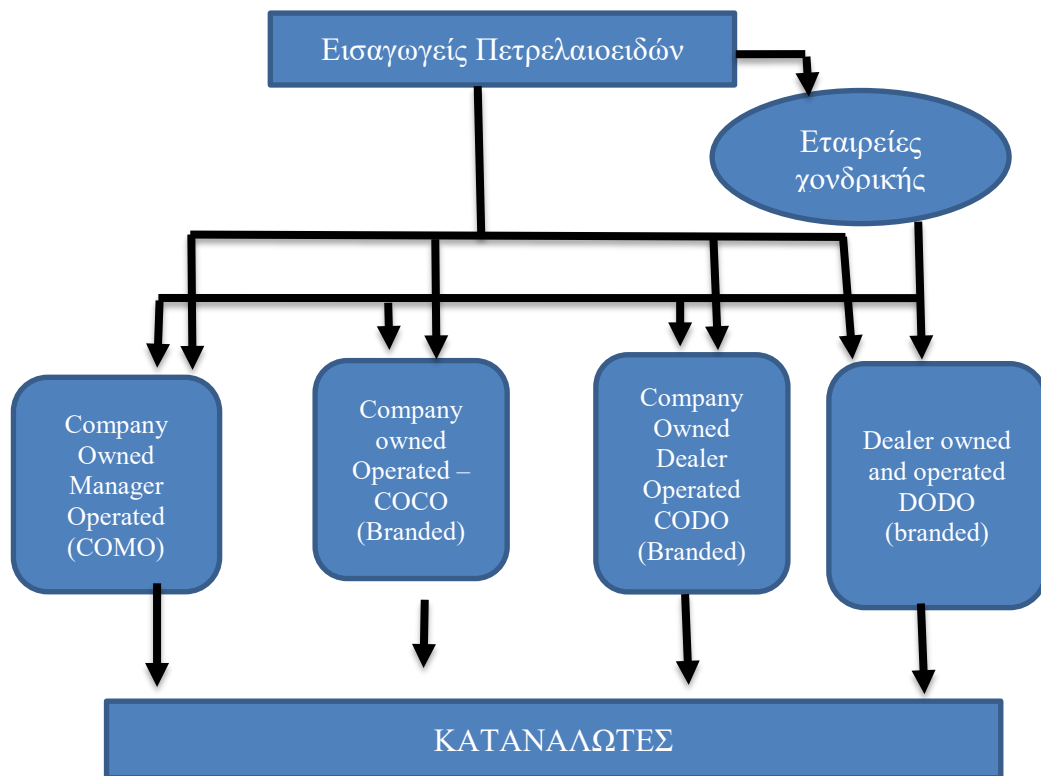 Εισαγωγείς Πετρελαιοειδών
Εταιρείες
χονδρικής
Company
Owned
Manager
Operated
(COMO)
Company
owned
Operated –
COCO
(Branded)
Company
Owned
Dealer
Operated
CODO
(Branded)
Dealer owned
and operated
DODO
(branded)
ΚΑΤΑΝΑΛΩΤΕΣ